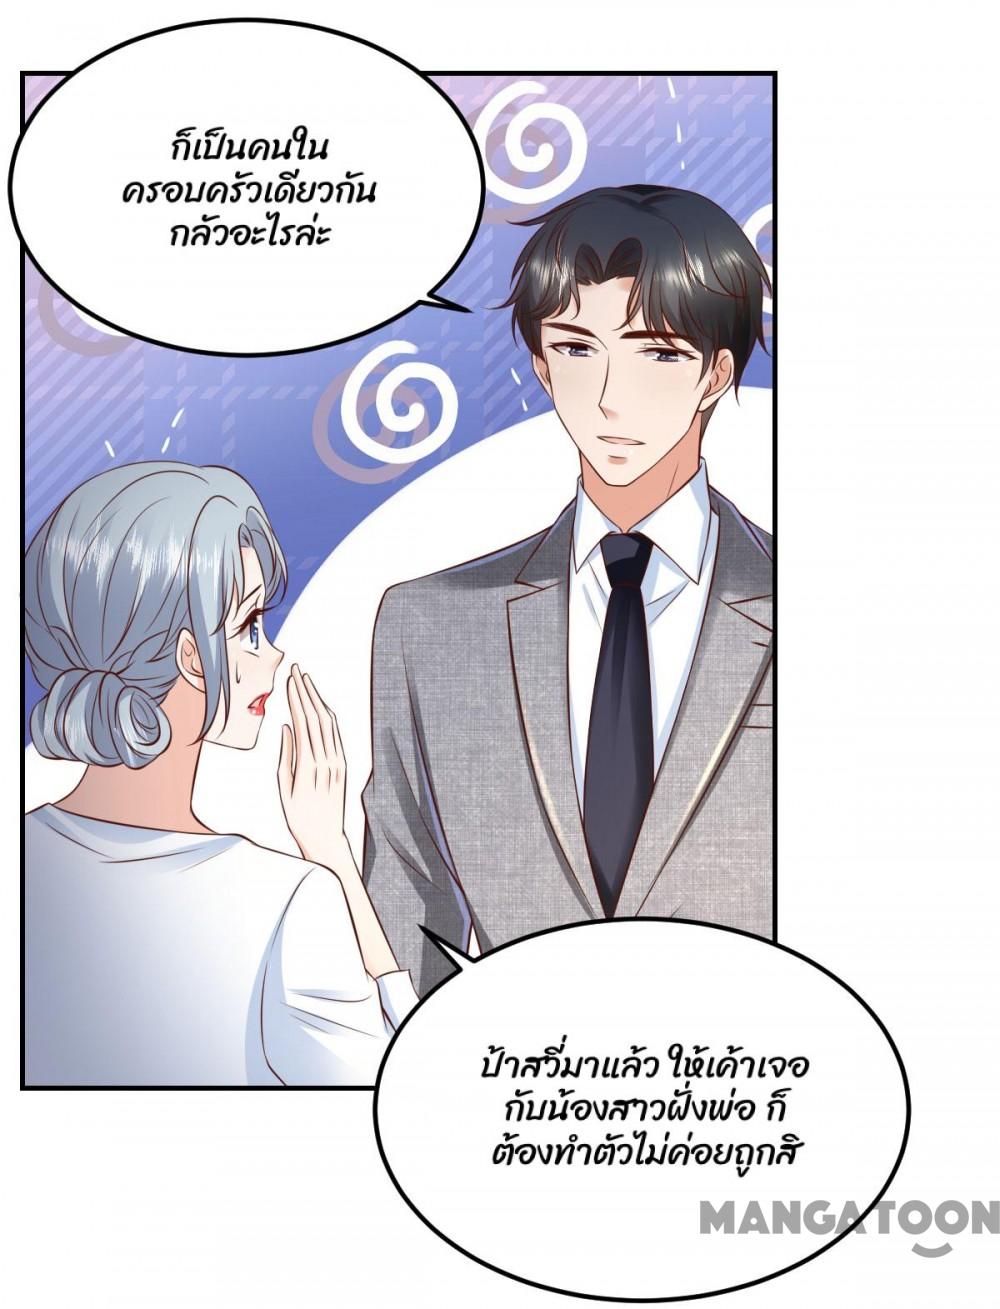 ก็เป็นคนใน
ครอบครัวเดียวกัน
กลัวอะไรล่ะ
ป้าสวี่มาแล้ว ให้เค้าเจอ
กับน้องสาวฝั่งพ่อ ก็
ต้องทำตัวไม่ค่อยถูกสิ
MANGATOON